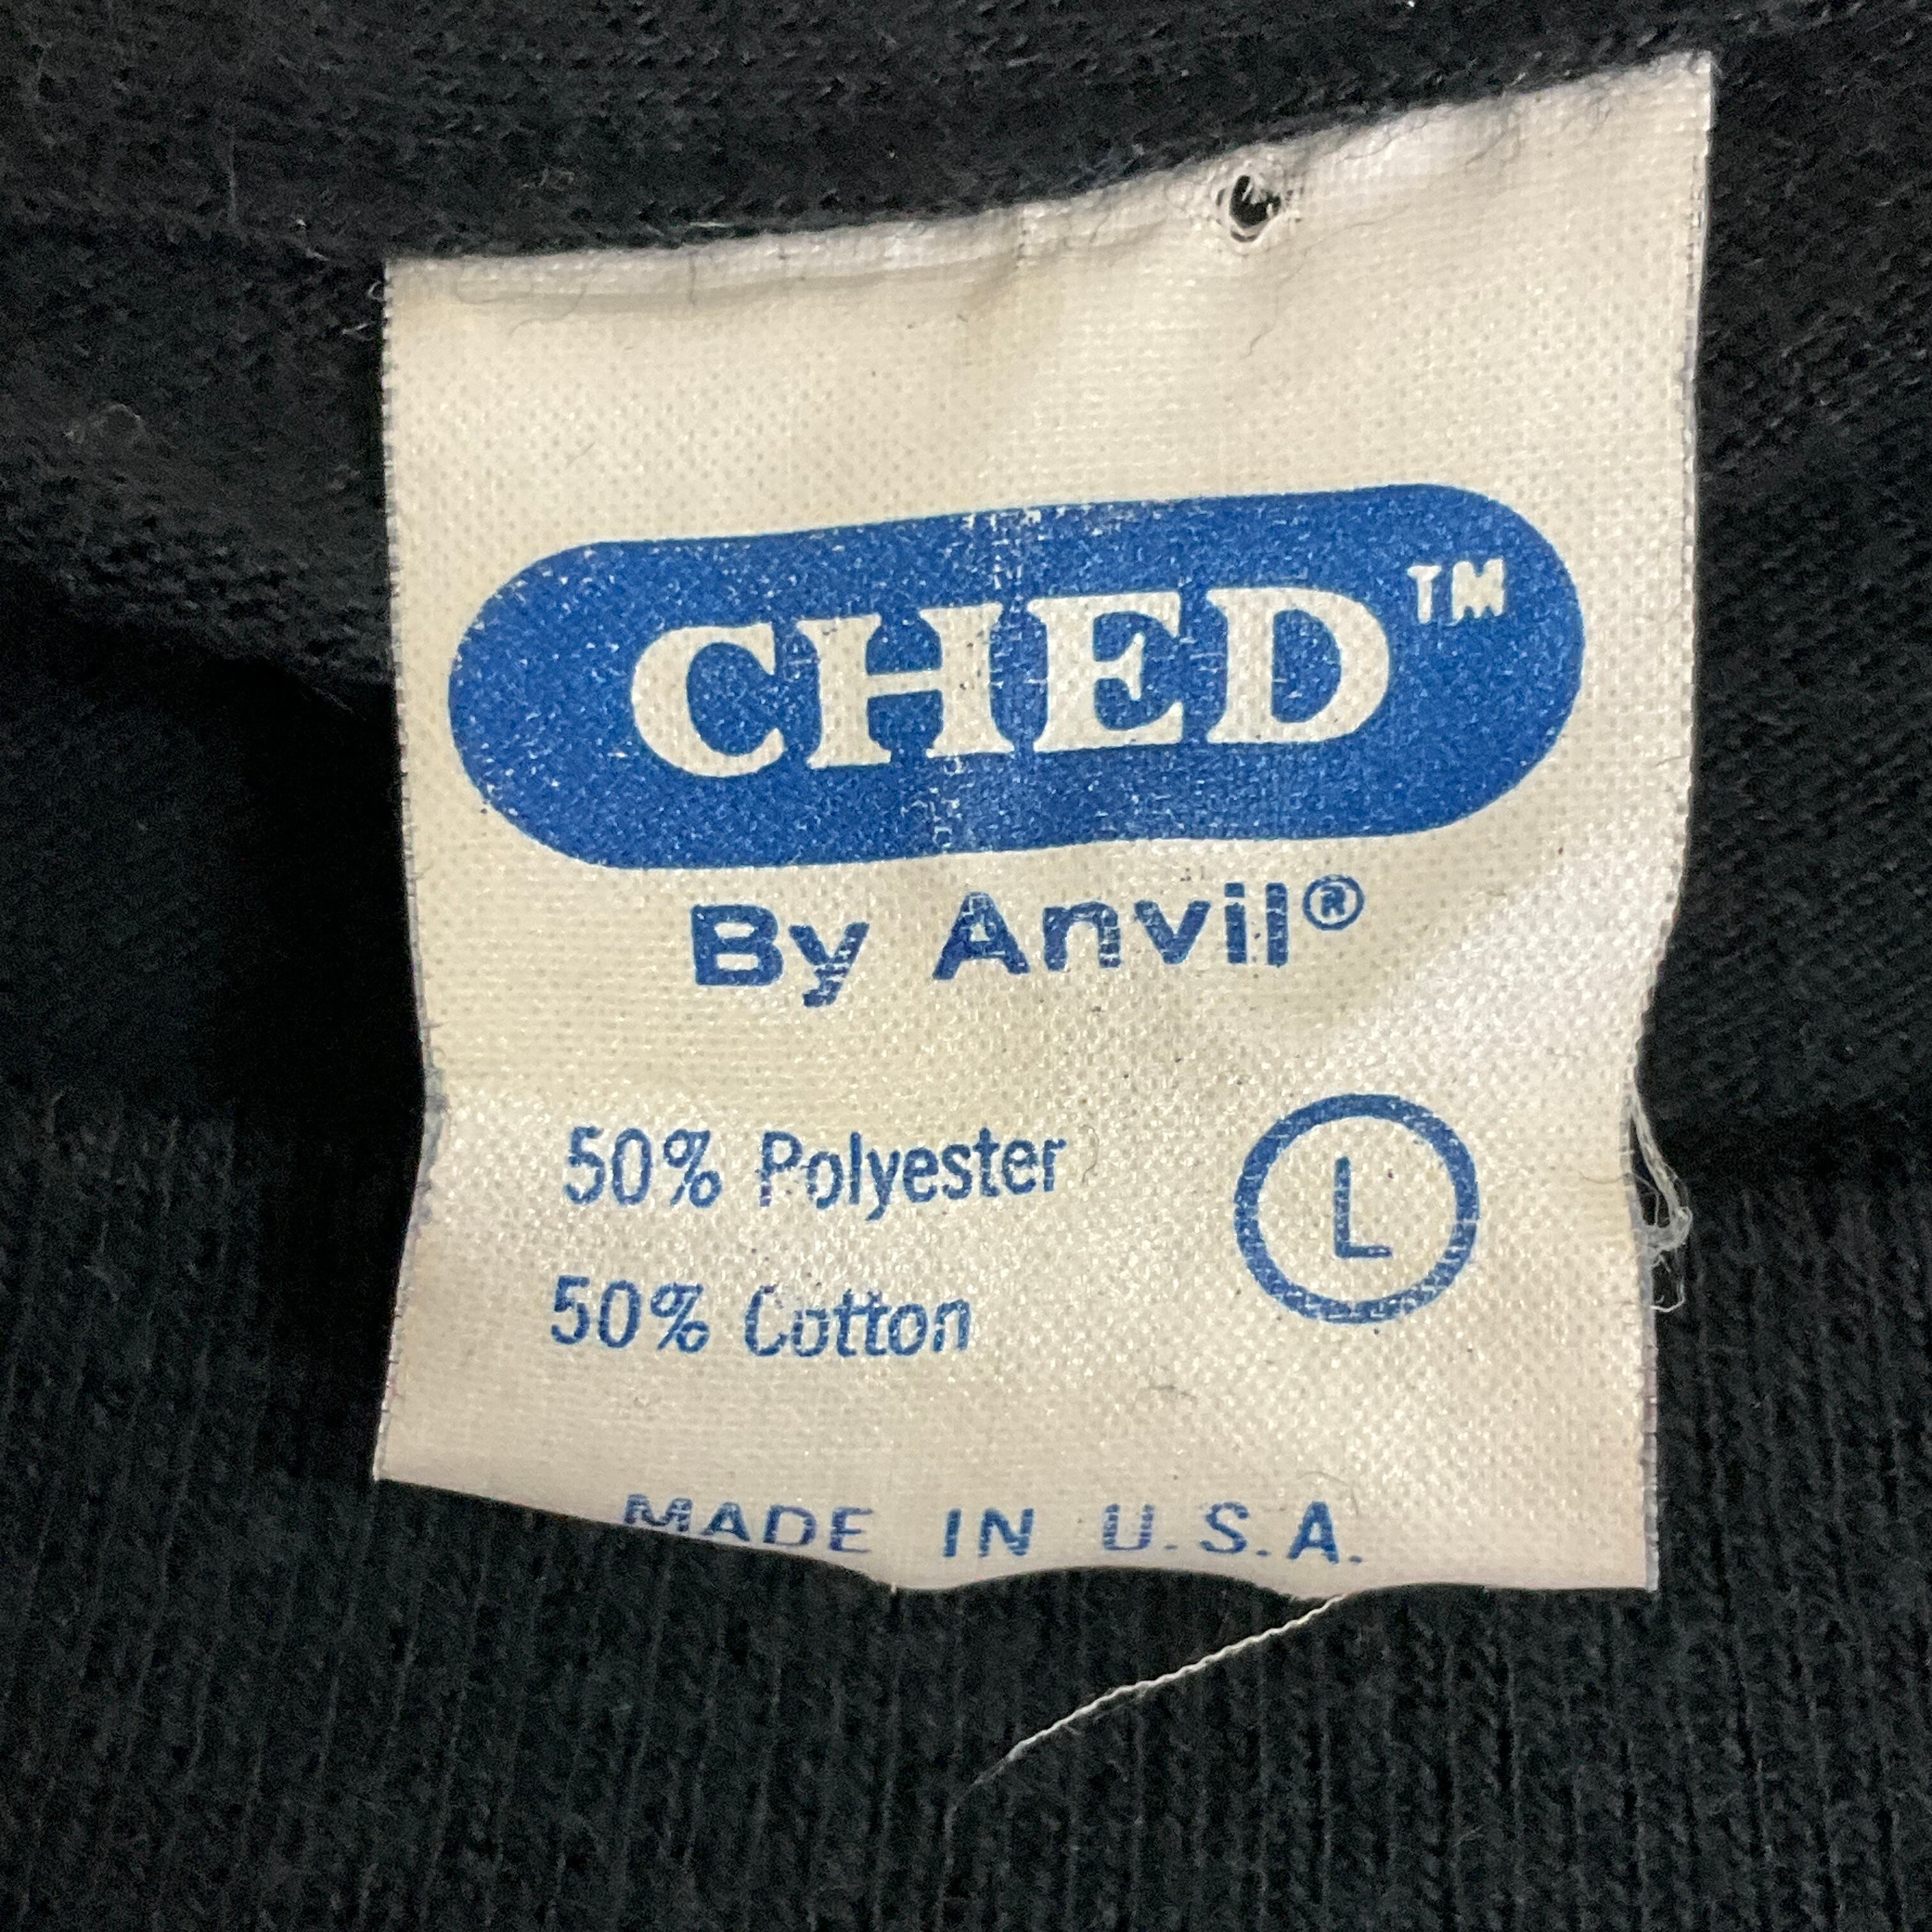 CHED™
By Anvil®
50% Polyester
50% Cotton
L
MADE IN U.S.A.